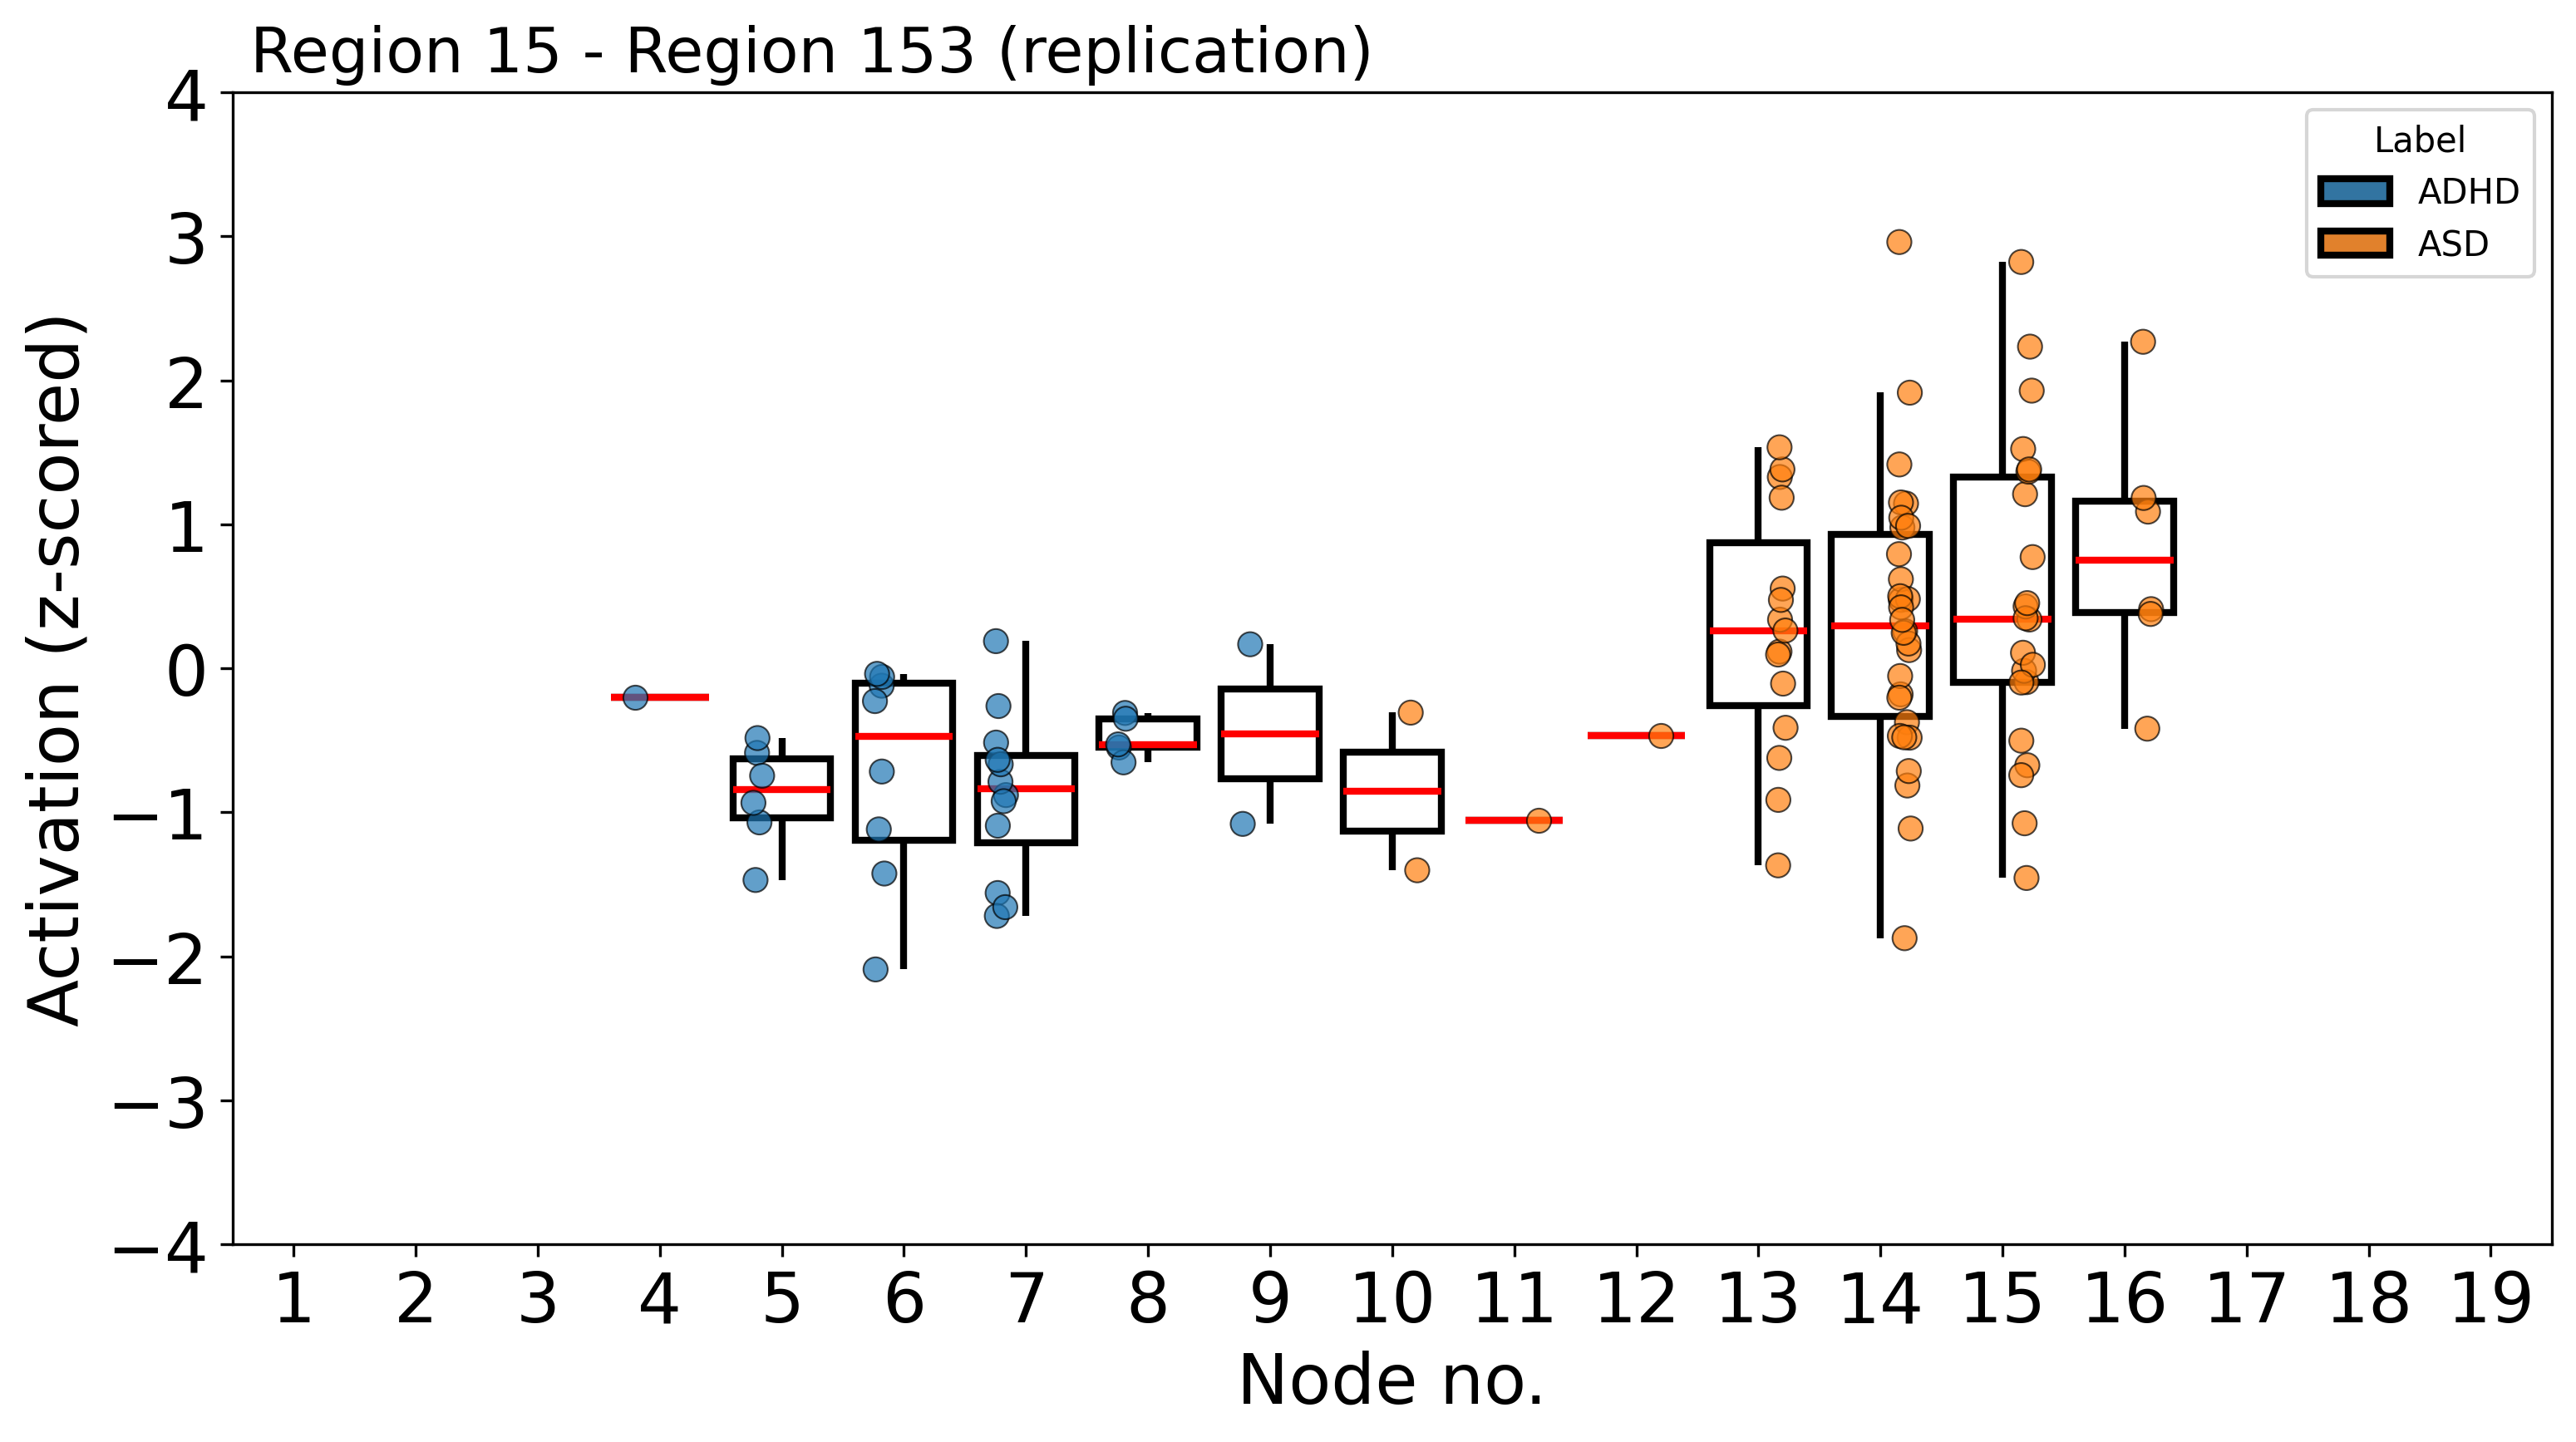 Region 15 - Region 153 (replication)
Label
ADHD
ASD
Activation (z-scored)
4
3
2
1
0
−1
−2
−3
−4
1 2 3 4 5 6 7 8 9 10 11 12 13 14 15 16 17 18 19
Node no.